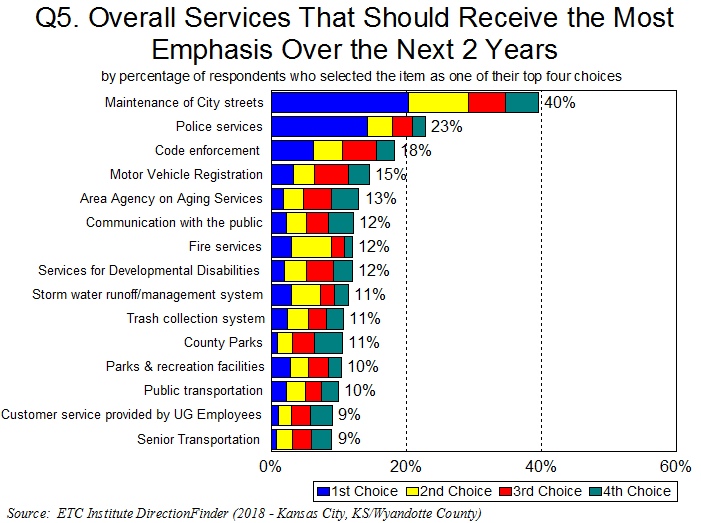 Q5. Overall Services That Should Receive the Most
Emphasis Over the Next 2 Years
by percentage of respondents who selected the item as one of their top four choices
Maintenance of City streets 40%
Police services 23%
Code enforcement 18%
Motor Vehicle Registration 15%
Area Agency on Aging Services 13%
Communication with the public 12%
Fire services 12%
Services for Developmental Disabilities 12%
Storm water runoff/management system 11%
Trash collection system 11%
County Parks 11%
Parks & recreation facilities 10%
Public transportation 10%
Customer service provided by UG Employees 9%
Senior Transportation 9%
0% 20% 40% 60%
1st Choice 2nd Choice 3rd Choice 4th Choice
Source: ETC Institute DirectionFinder (2018 - Kansas City, KS/Wyandotte County)